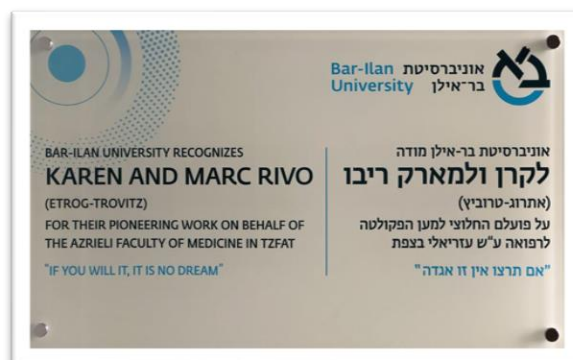 Bar-Ilan אוניברסיטת
University בר-אילן
BAR-ILAN UNIVERSITY RECOGNIZES
KAREN AND MARC RIVO
(ETROG-TROVITZ)
FOR THEIR PIONEERING WORK ON BEHALF OF
THE AZRIELI FACULTY OF MEDICINE IN TZFAT
"IF YOU WILL IT, IT IS NO DREAM"
אוניברסיטת בר-אילן מודה
לקרן ולמארק ריבו
(אתרוג-טרוביץ)
על פועלם החלוצי למען הפקולטה
לרפואה ע"ש עזריאלי בצפת
"אם תרצו אין זו אגדה"